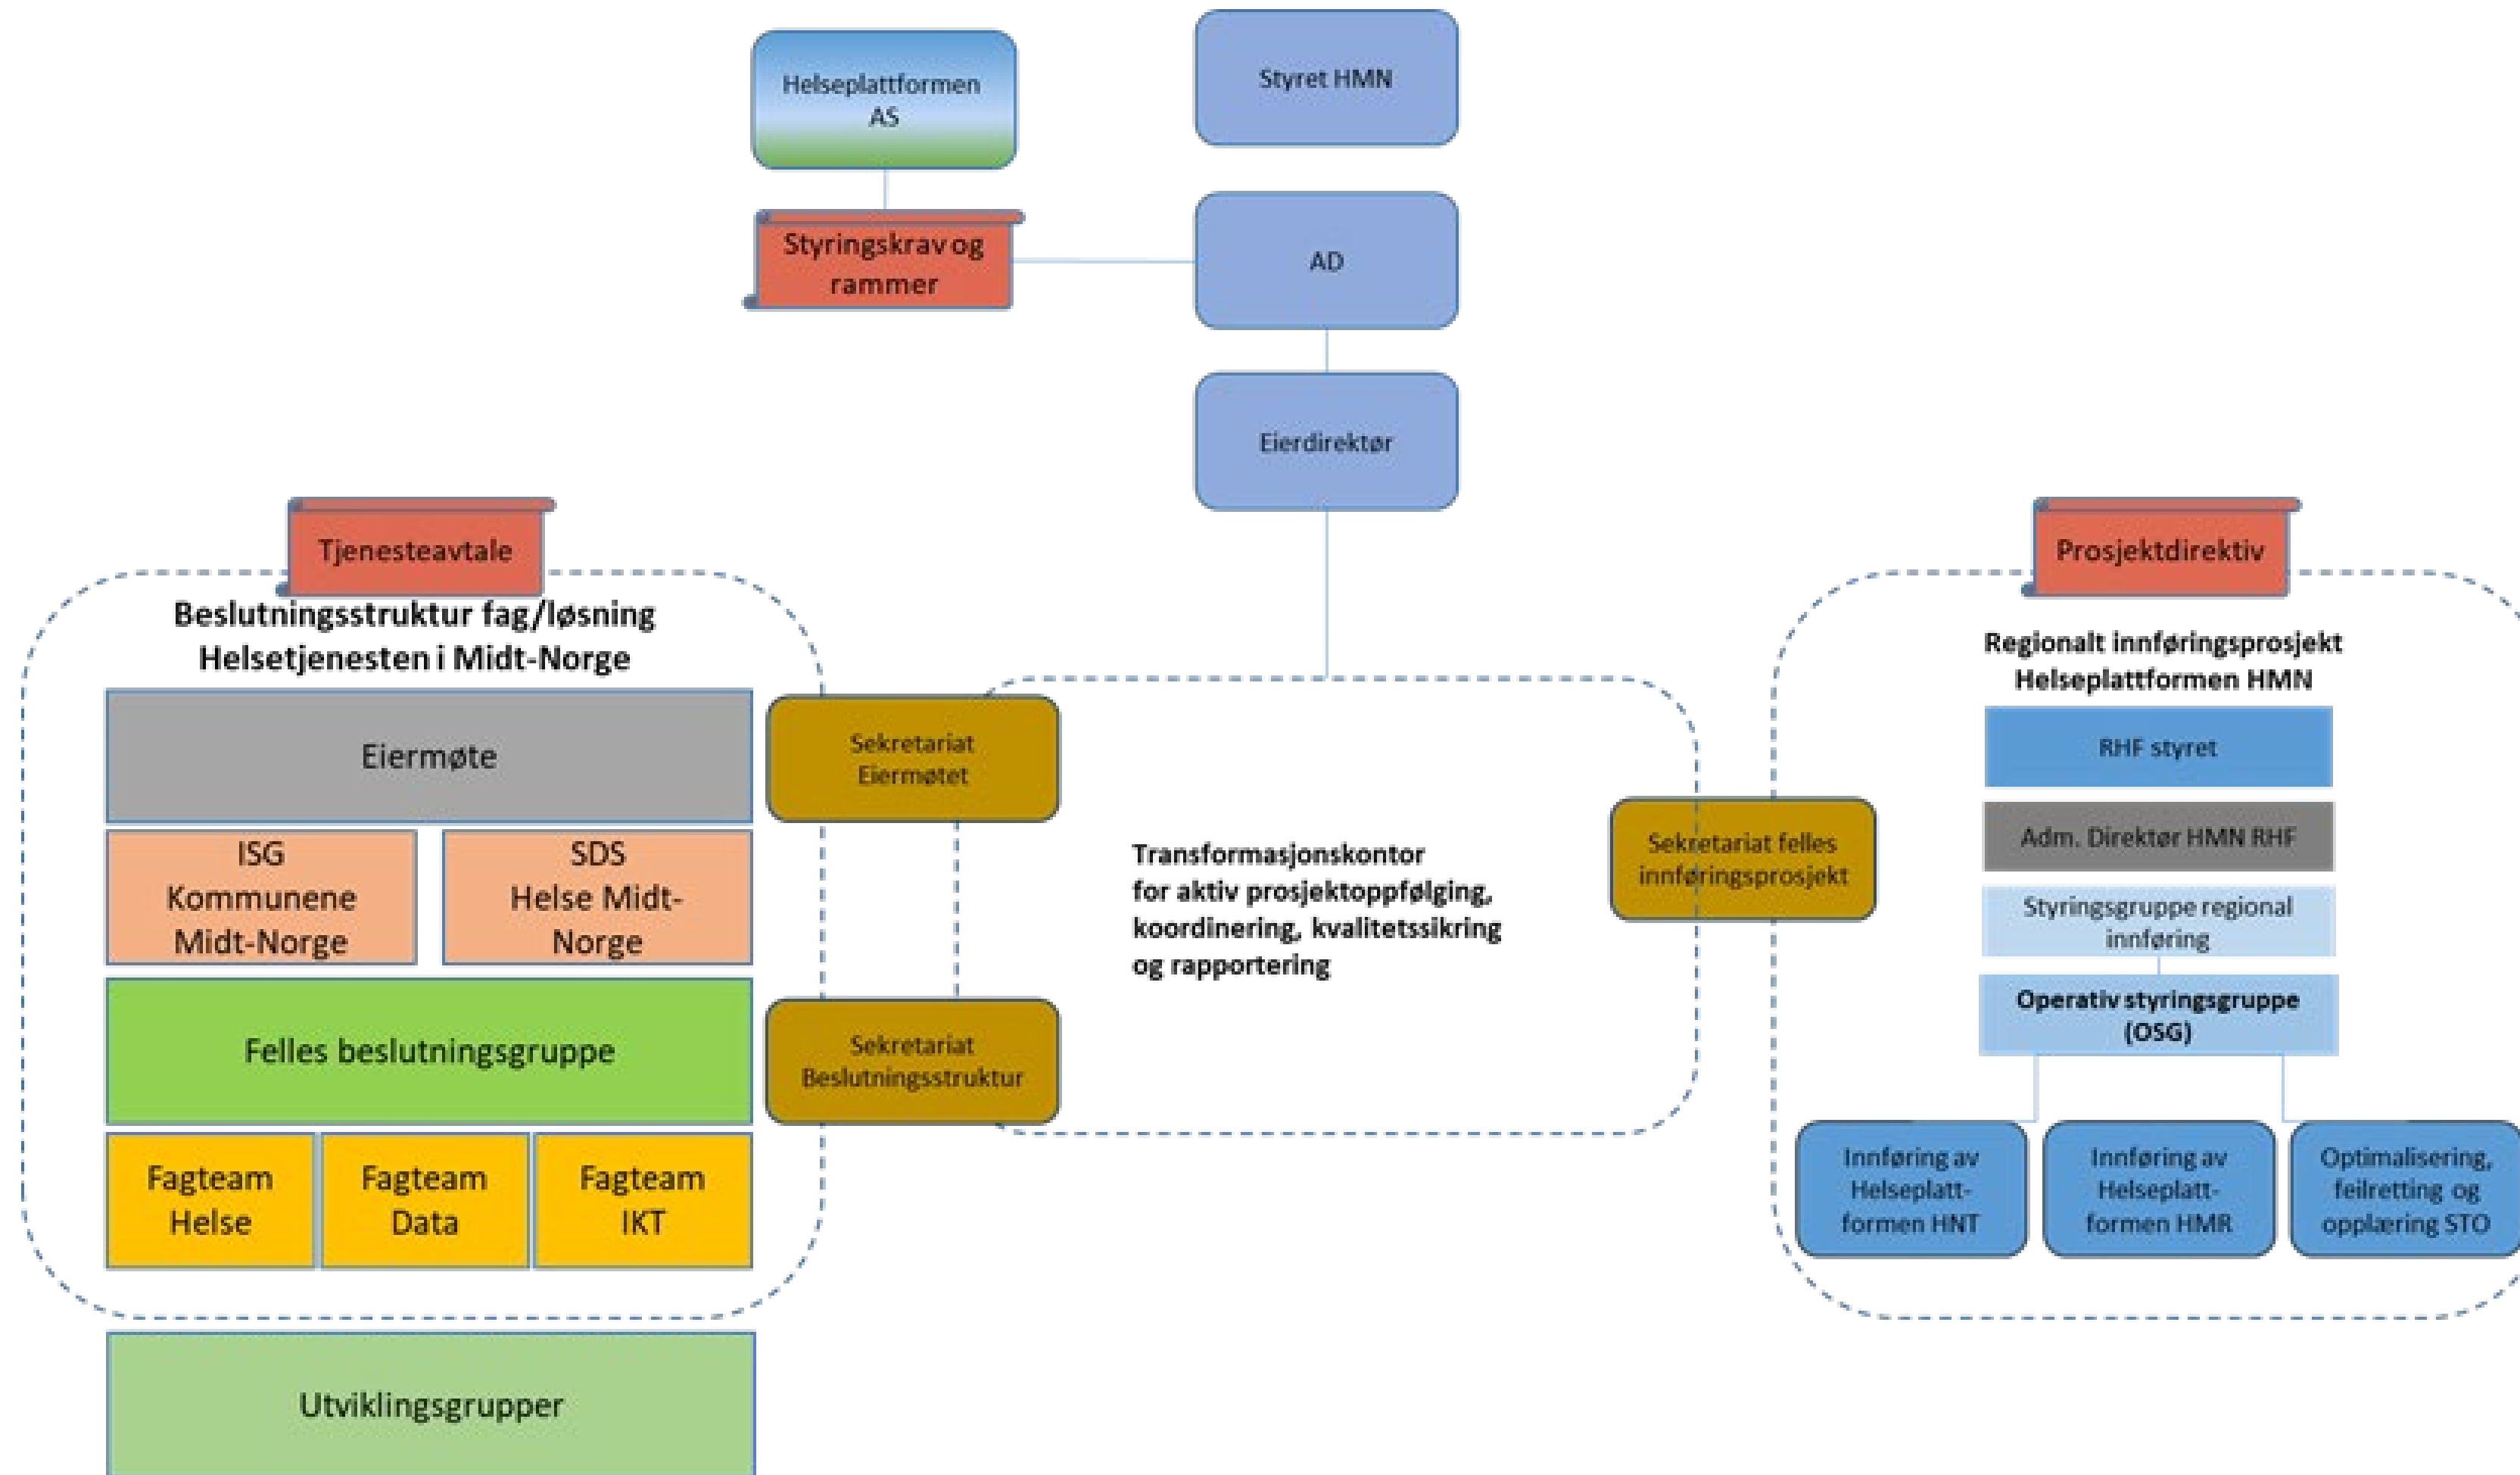 Helseplattformen
AS
Styret HMN
Styringskrav og
rammer
AD
Eierdirektør
Tjenesteavtale
Beslutningsstruktur fag/løsning
Helsetjenesten i Midt-Norge
Eiermøte
ISG
Kommunene
Midt-Norge
SDS
Helse Midt-
Norge
Felles beslutningsgruppe
Fagteam
Helse
Fagteam
Data
Fagteam
IKT
Utviklingsgrupper
Sekretariat
Eiermøtet
Sekretariat
Beslutningsstruktur
Transformasjonskontor
for aktiv prosjektoppfølging,
koordinering, kvalitetssikring
og rapportering
Sekretariat felles
innføringsprosjekt
Prosjektdirektiv
Regionalt innføringsprosjekt
Helseplattformen HMN
RHF styret
Adm. Direktør HMN RHF
Styringsgruppe regional
innføring
Operativ styringsgruppe
(OSG)
Innføring av
Helseplatt-
formen HNT
Innføring av
Helseplatt-
formen HMR
Optimalisering,
feilretting og
opplæring STO